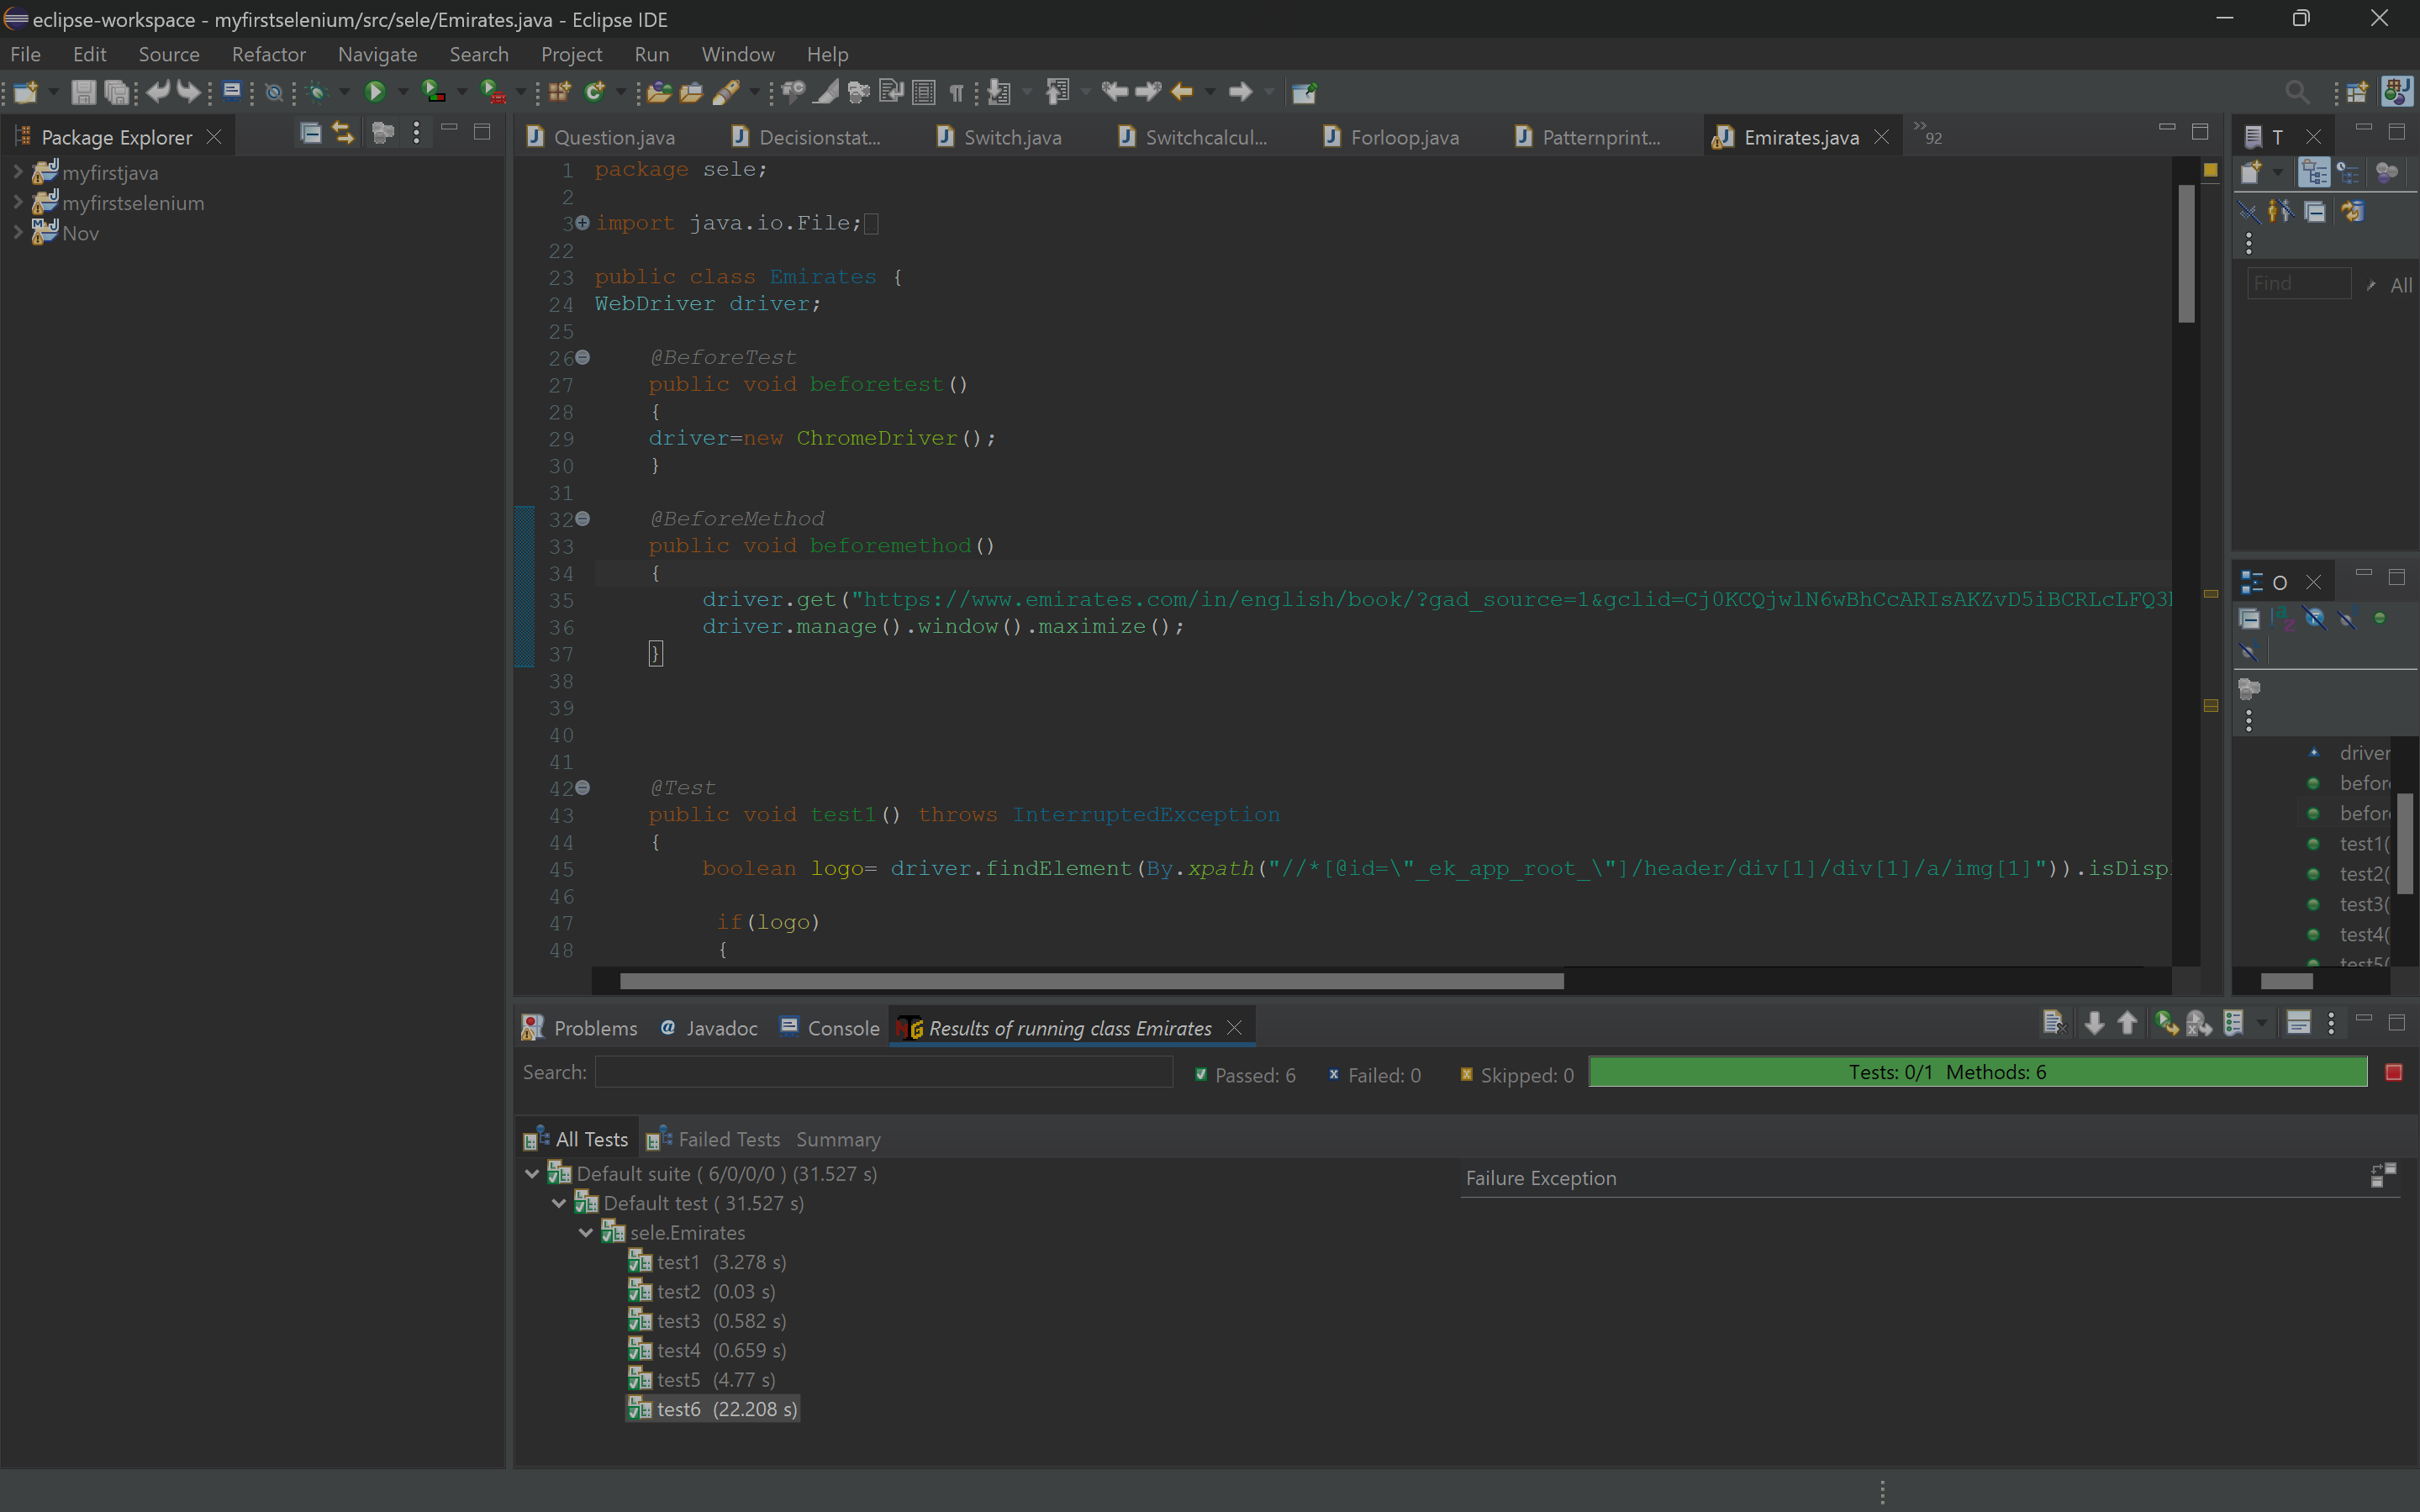 eclipse-workspace - myfirstselenium/src/sele/Emirates.java - Eclipse IDE
File Edit Source Refactor Navigate Search Project Run Window Help
Package Explorer
myfirstjava
myfirstselenium
Nov
Question.java Decisionstat... Switch.java Switchcalcul... Forloop.java Patternprint... Emirates.java »92
1 package sele;
2
3 import java.io.File;
22
23 public class Emirates {
24 WebDriver driver;
25
26 @BeforeTest
27 public void beforetest()
28 {
29 driver=new ChromeDriver();
30 }
31
32 @BeforeMethod
33 public void beforemethod()
34 {
35 driver.get("https://www.emirates.com/in/english/book/?gad_source=1&gclid=Cj0KCQjwlN6wBhCcARIsAKZvD5iBCRLcLFQ3
36 driver.manage().window().maximize();
37 }
38
39
40
41
42 @Test
43 public void test1() throws InterruptedException
44 {
45 boolean logo= driver.findElement(By.xpath("//*[@id=\"_ek_app_root_\"]/header/div[1]/div[1]/a/img[1]")).isDisp
46
47 if(logo)
48 {
T
Find All
O
driver
befor
befor
test1(
test2(
test3(
test4(
test5(
Problems Javadoc Console Results of running class Emirates
Search: Passed: 6 Failed: 0 Skipped: 0 Tests: 0/1 Methods: 6
All Tests Failed Tests Summary
Default suite ( 6/0/0/0 ) (31.527 s)
Default test ( 31.527 s)
sele.Emirates
test1 (3.278 s)
test2 (0.03 s)
test3 (0.582 s)
test4 (0.659 s)
test5 (4.77 s)
test6 (22.208 s)
Failure Exception